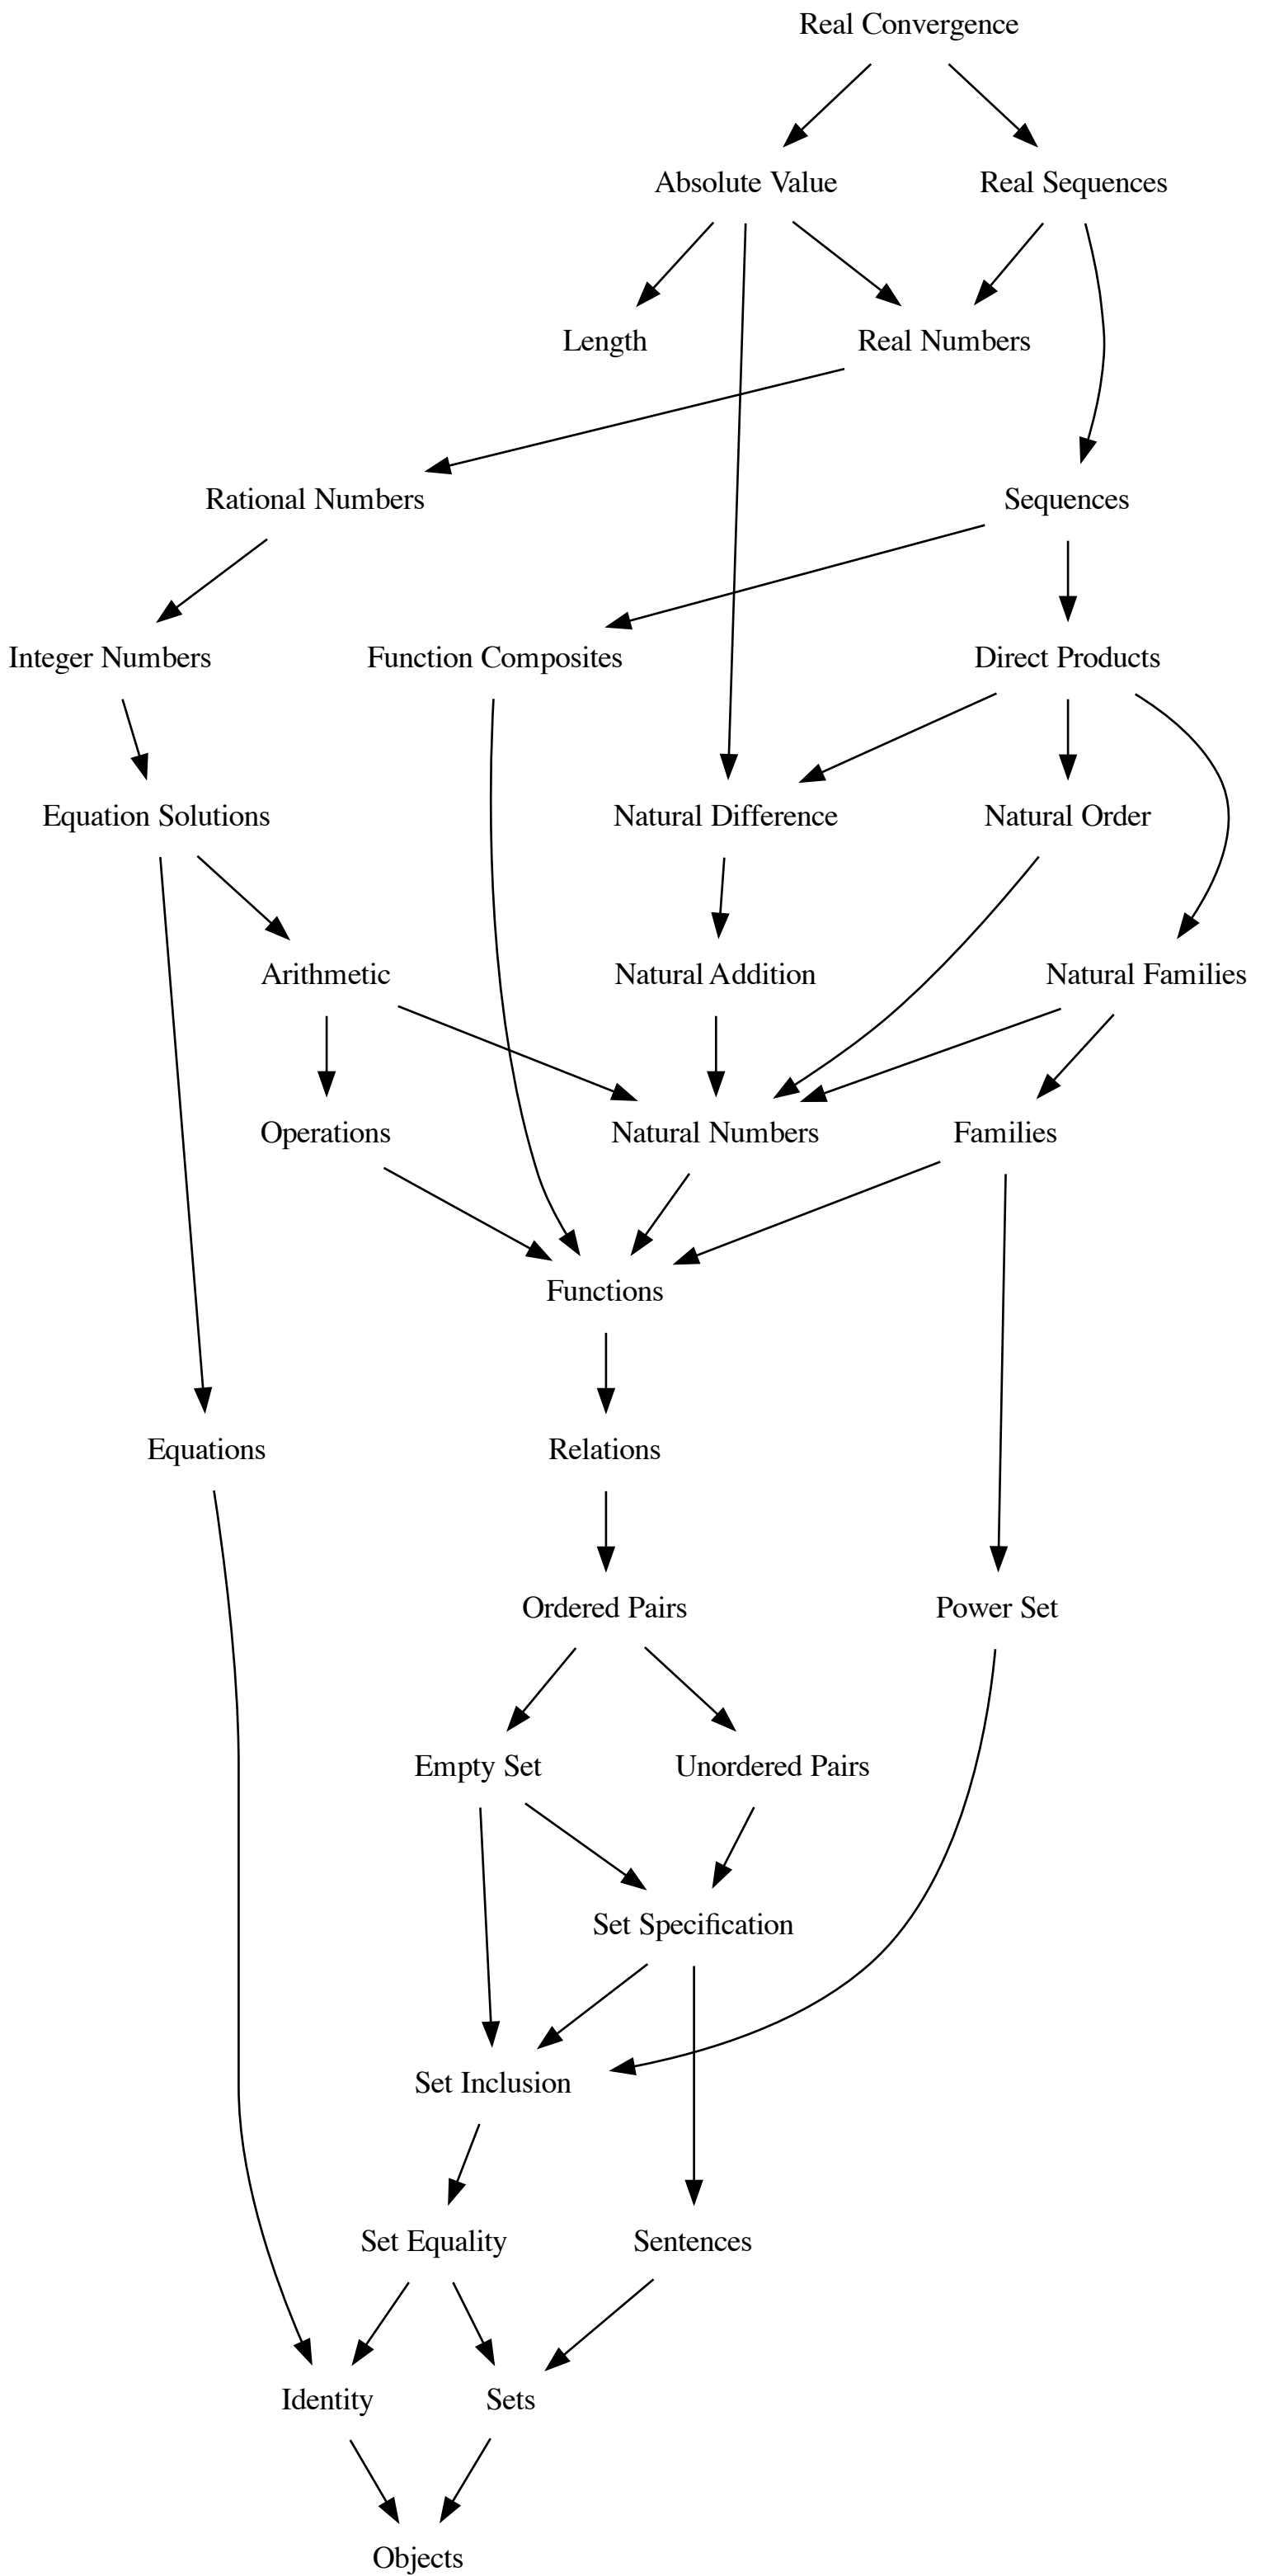 Real Convergence
Absolute Value
Real Sequences
Length
Real Numbers
Rational Numbers
Sequences
Integer Numbers
Function Composites
Direct Products
Equation Solutions
Natural Difference
Natural Order
Arithmetic
Natural Addition
Natural Families
Operations
Natural Numbers
Families
Functions
Equations
Relations
Ordered Pairs
Power Set
Empty Set
Unordered Pairs
Set Specification
Set Inclusion
Set Equality
Sentences
Identity
Sets
Objects